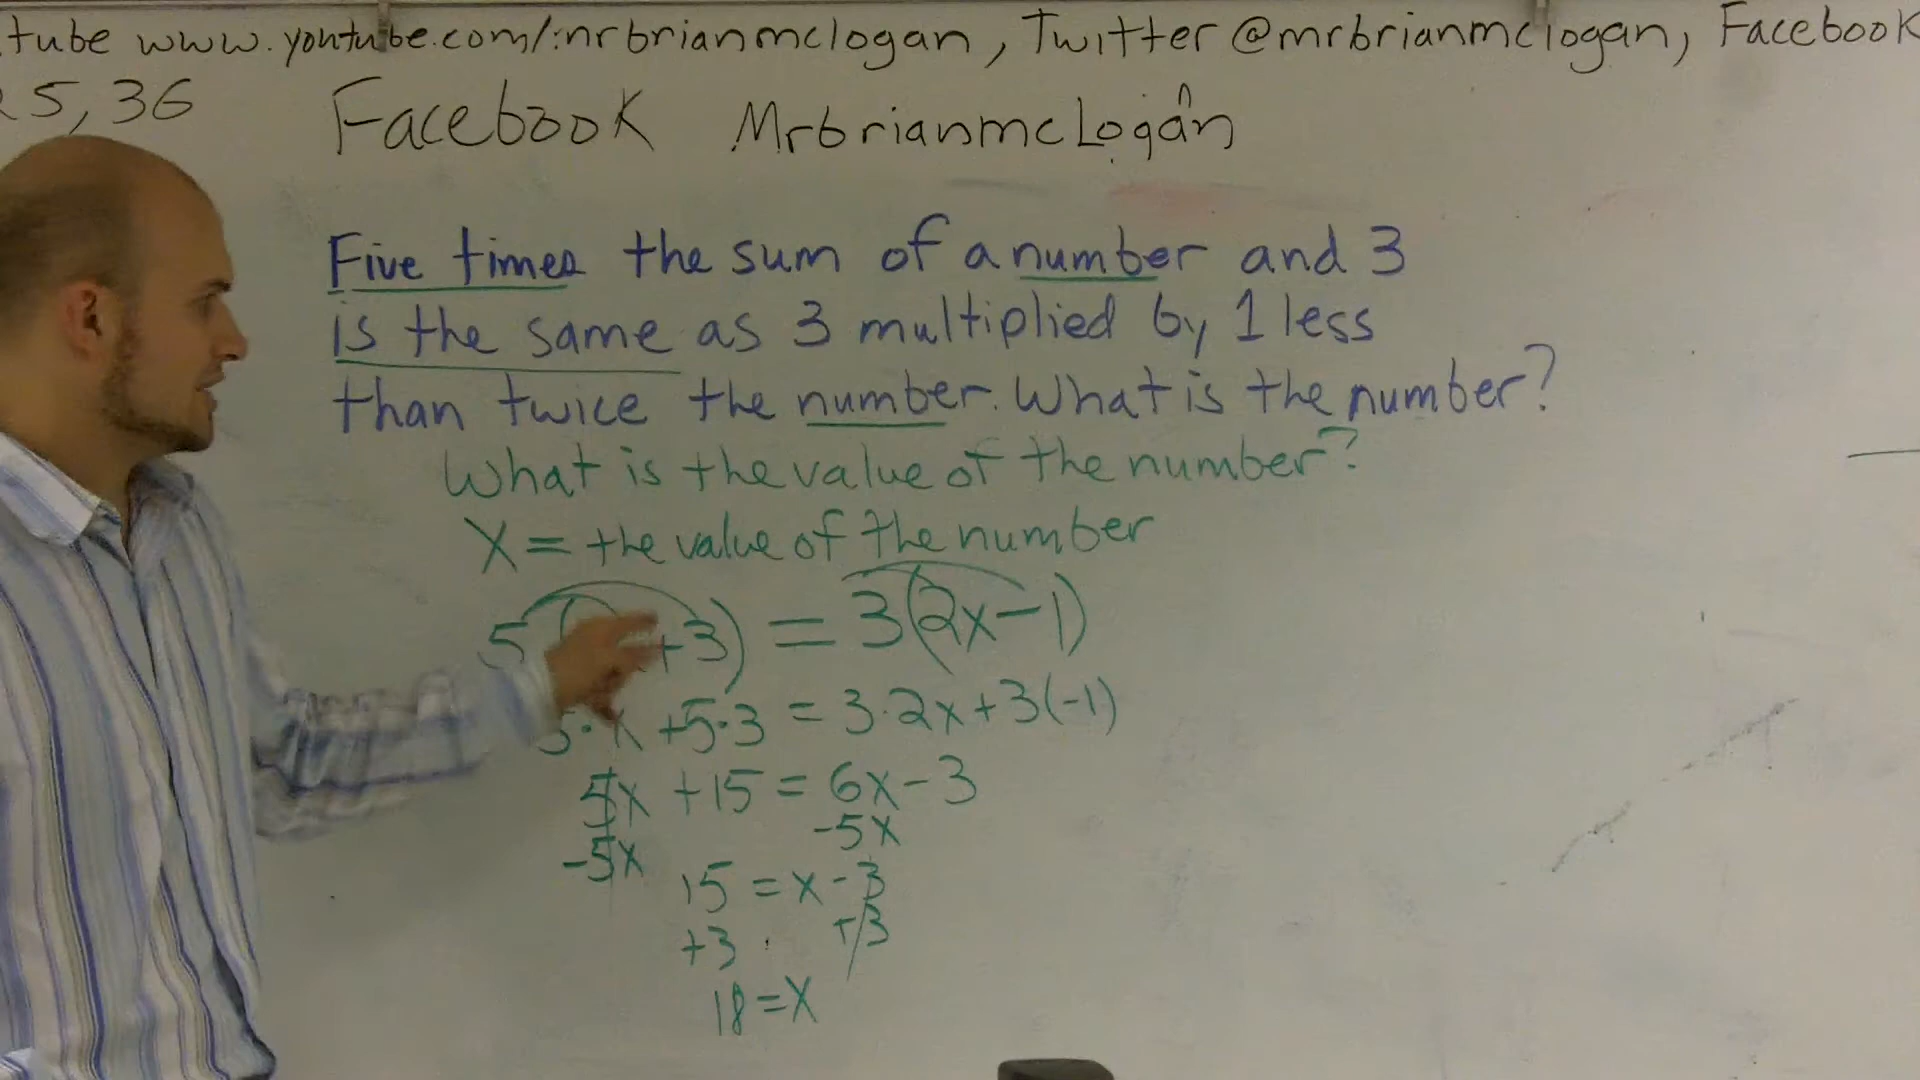 tube www.youtube.com/mrbrianmclogan, Twitter @mrbrianmclogan, Facebook
5, 36
Facebook MrbrianmcLogan
Five times the sum of a number and 3
is the same as 3 multiplied by 1 less
than twice the number. What is the number?
What is the value of the number?
X = the value of the number
5( +3) = 3(2x-1)
5·x +5·3 = 3·2x+3(-1)
5x +15 = 6x-3
-5x -5x
15 = x-3
+3 +3
18=X